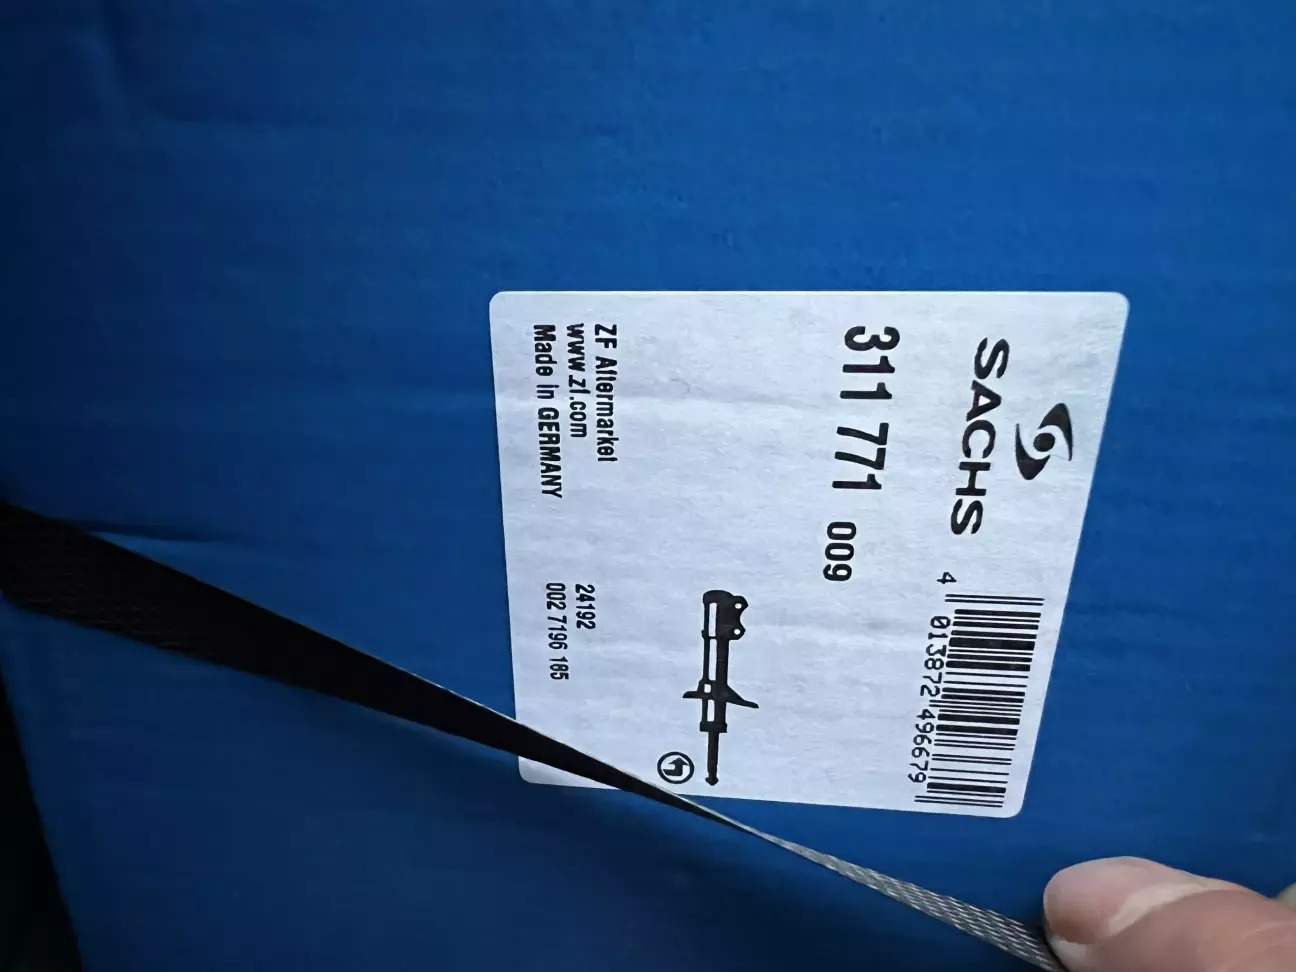 SACHS
4 013872 496679
311 771 009
ZF Aftermarket
www.zf.com
Made in GERMANY
24192
002 7196 185